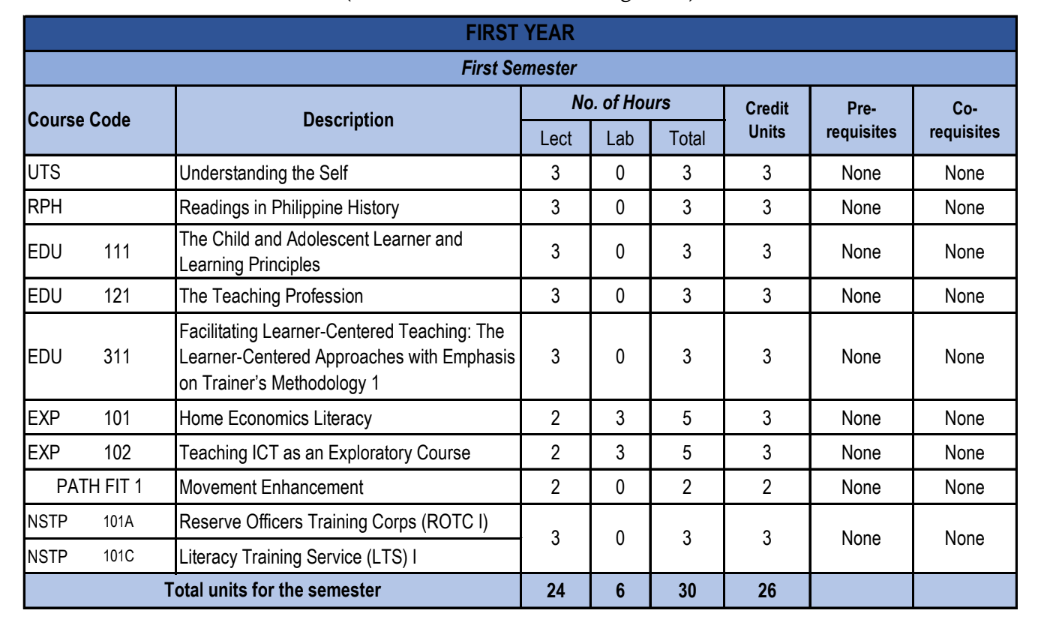 FIRST YEAR
First Semester
Course Code Description No. of Hours Credit Units Pre-requisites Co-requisites
Lect Lab Total
UTS Understanding the Self 3 0 3 3 None None
RPH Readings in Philippine History 3 0 3 3 None None
EDU 111 The Child and Adolescent Learner and
Learning Principles 3 0 3 3 None None
EDU 121 The Teaching Profession 3 0 3 3 None None
Facilitating Learner-Centered Teaching: The
EDU 311 Learner-Centered Approaches with Emphasis 3 0 3 3 None None
on Trainer's Methodology 1
EXP 101 Home Economics Literacy 2 3 5 3 None None
EXP 102 Teaching ICT as an Exploratory Course 2 3 5 3 None None
PATH FIT 1 Movement Enhancement 2 0 2 2 None None
NSTP 101A Reserve Officers Training Corps (ROTC I) 3 0 3 3 None None
NSTP 101C Literacy Training Service (LTS) I
Total units for the semester 24 6 30 26